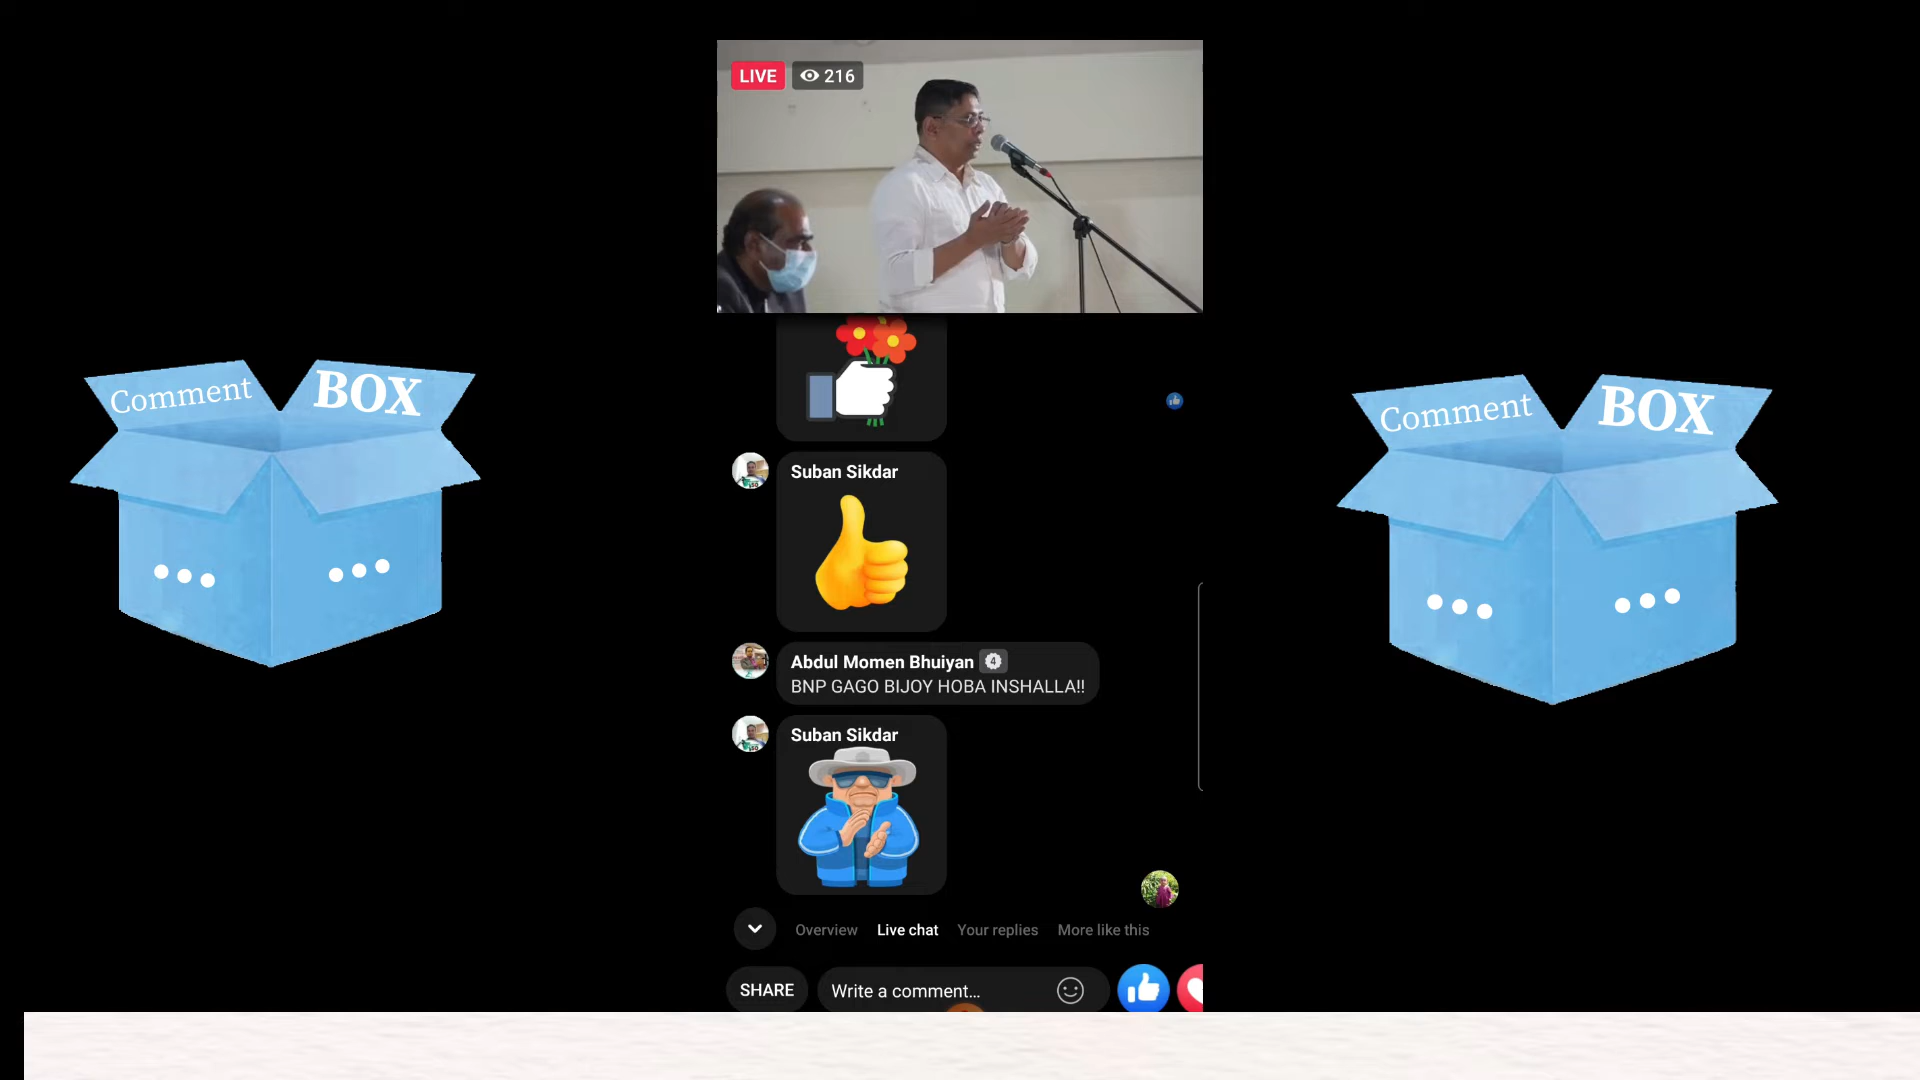 LIVE 216
Comment BOX
Comment BOX
Suban Sikdar
Abdul Momen Bhuiyan 4
BNP GAGO BIJOY HOBA INSHALLA!!
Suban Sikdar
Overview Live chat Your replies More like this
SHARE Write a comment...